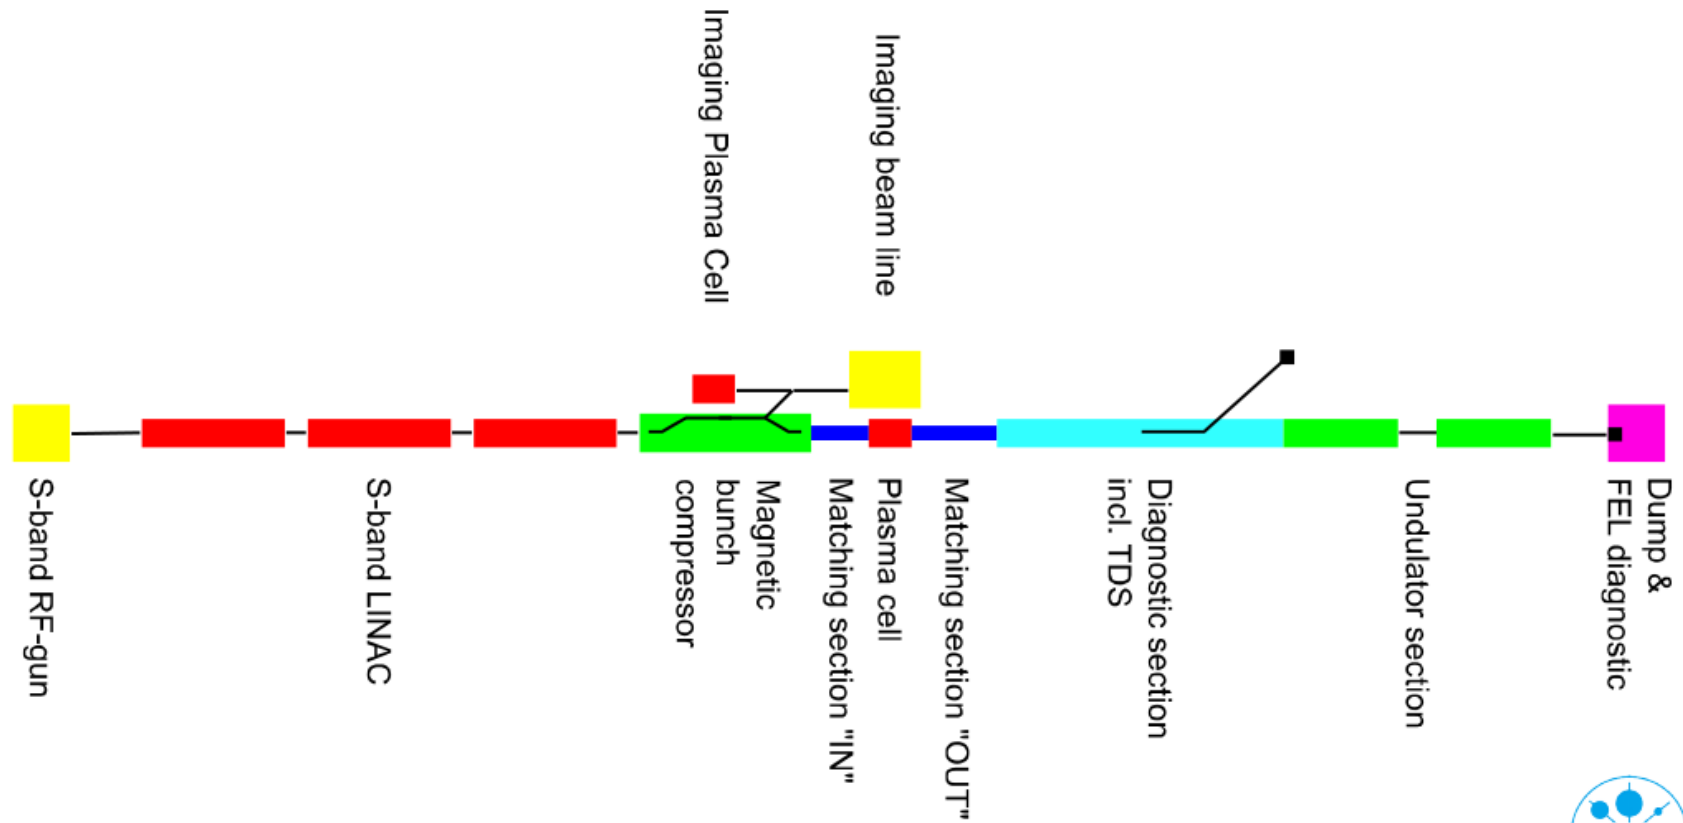 Imaging Plasma Cell
Imaging beam line
S-band RF-gun
S-band LINAC
Magnetic
bunch
compressor
Matching section "IN"
Plasma cell
Matching section "OUT"
Diagnostic section
incl. TDS
Undulator section
Dump &
FEL diagnostic